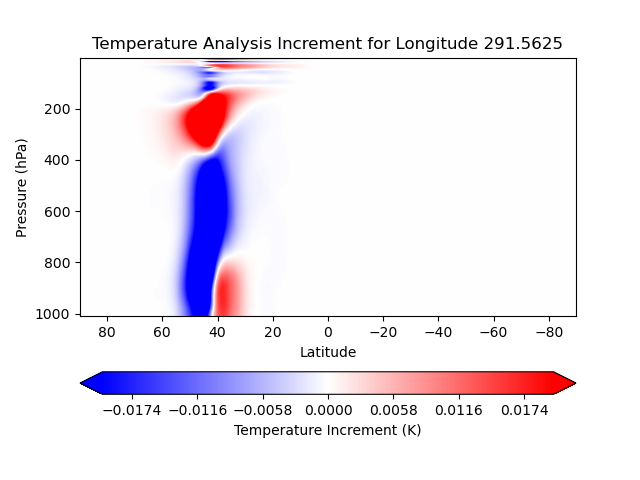 Temperature Analysis Increment for Longitude 291.5625
Pressure (hPa)
200
400
600
800
1000
80 60 40 20 0 −20 −40 −60 −80
Latitude
−0.0174 −0.0116 −0.0058 0.0000 0.0058 0.0116 0.0174
Temperature Increment (K)